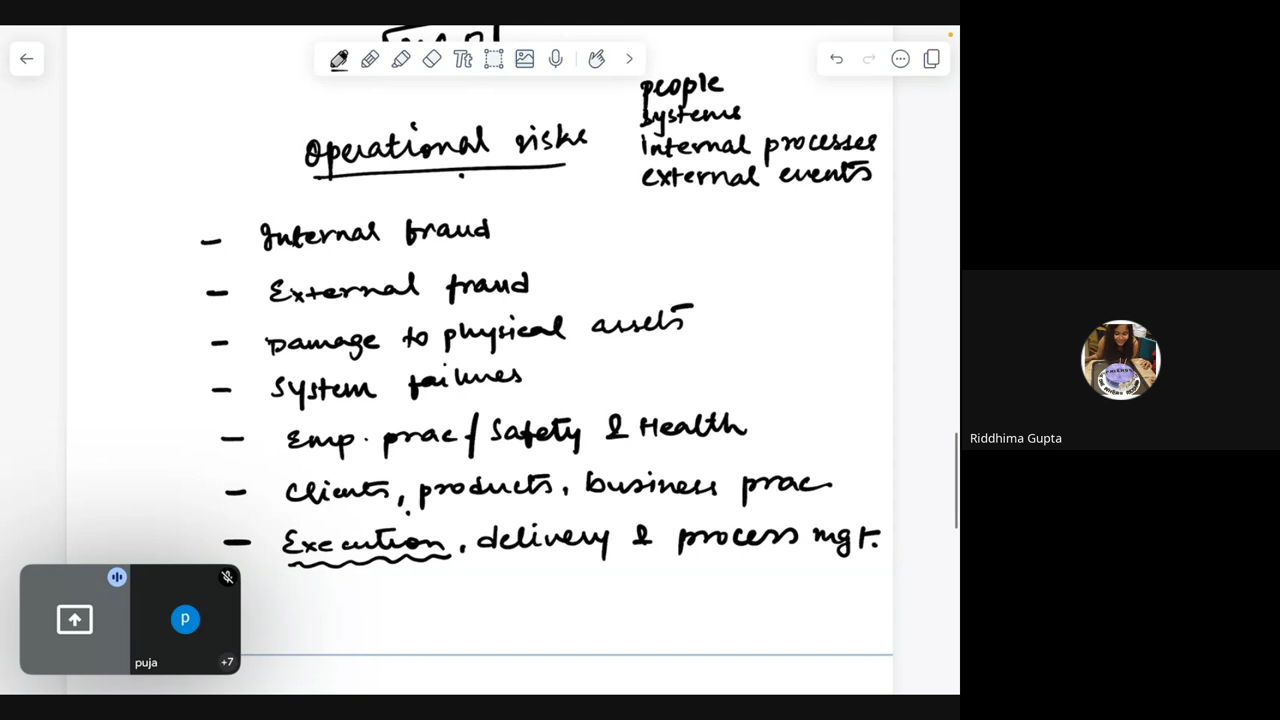 people
systems
Internal processes
external events
Operational risks
- Internal fraud
- External fraud
- Damage to physical assets
- System failures
- Emp. prac / Safety & Health
- Clients, products, business prac
- Execution, delivery & process mgt.
Tt
Riddhima Gupta
p
puja
+7